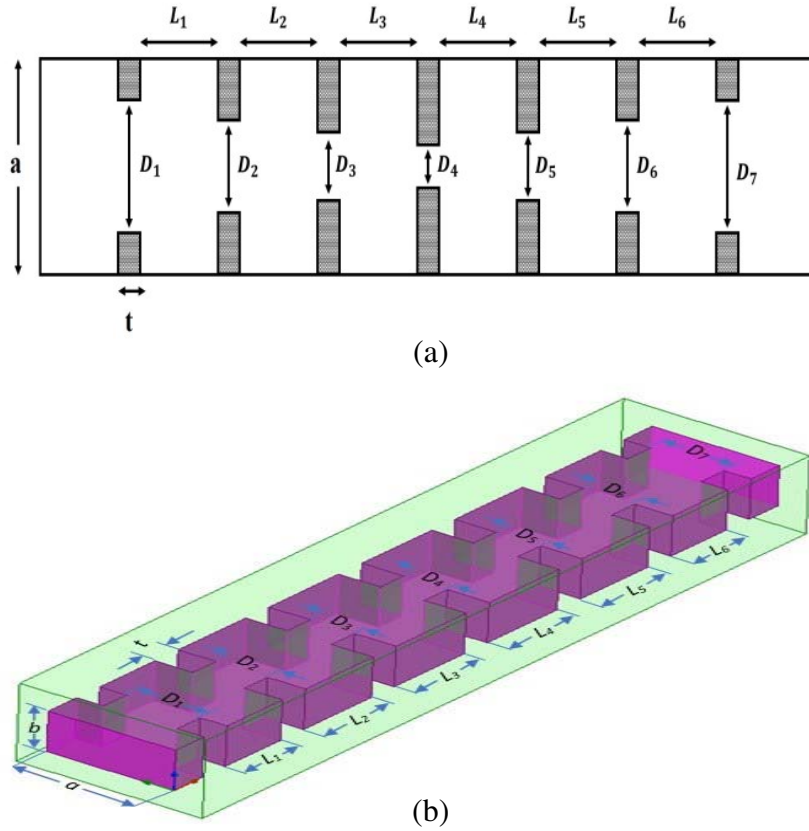 L₁ L₂ L₃ L₄ L₅ L₆
a D₁ D₂ D₃ D₄ D₅ D₆ D₇
t
(a)
D₇
D₆
D₅
D₄
D₃
D₂
D₁
t
b
a
L₁
L₂
L₃
L₄
L₅
L₆
(b)